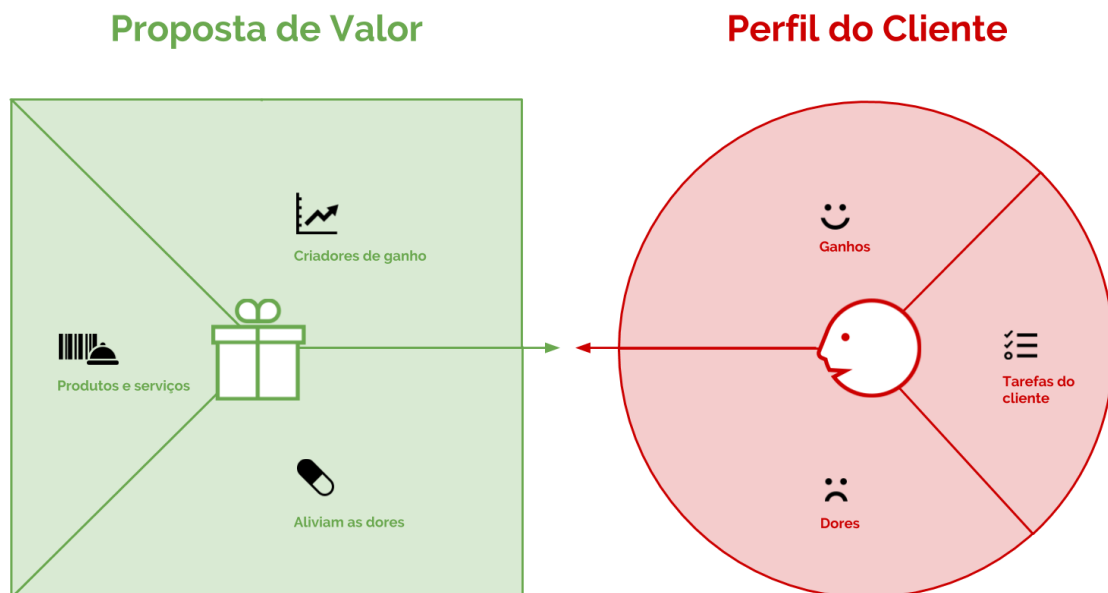 Proposta de Valor
Perfil do Cliente
Criadores de ganho
Produtos e serviços
Aliviam as dores
Ganhos
Tarefas do
cliente
Dores